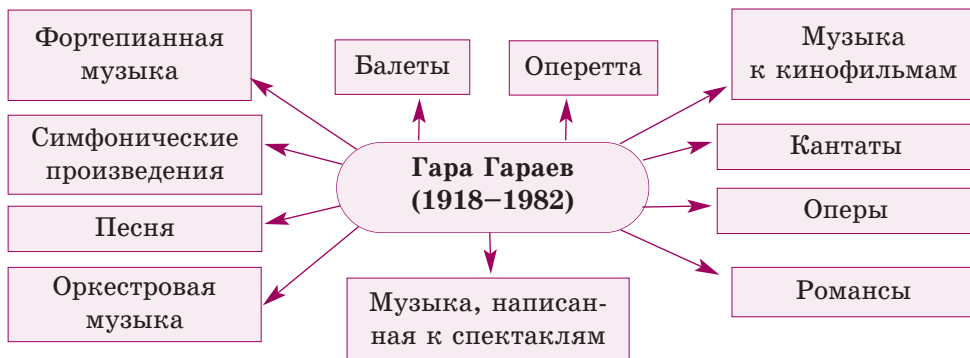 Фортепианная
музыка
Балеты
Оперетта
Музыка
к кинофильмам
Симфонические
произведения
Гара Гараев
(1918–1982)
Кантаты
Песня
Оперы
Оркестровая
музыка
Музыка, написан-
ная к спектаклям
Романсы